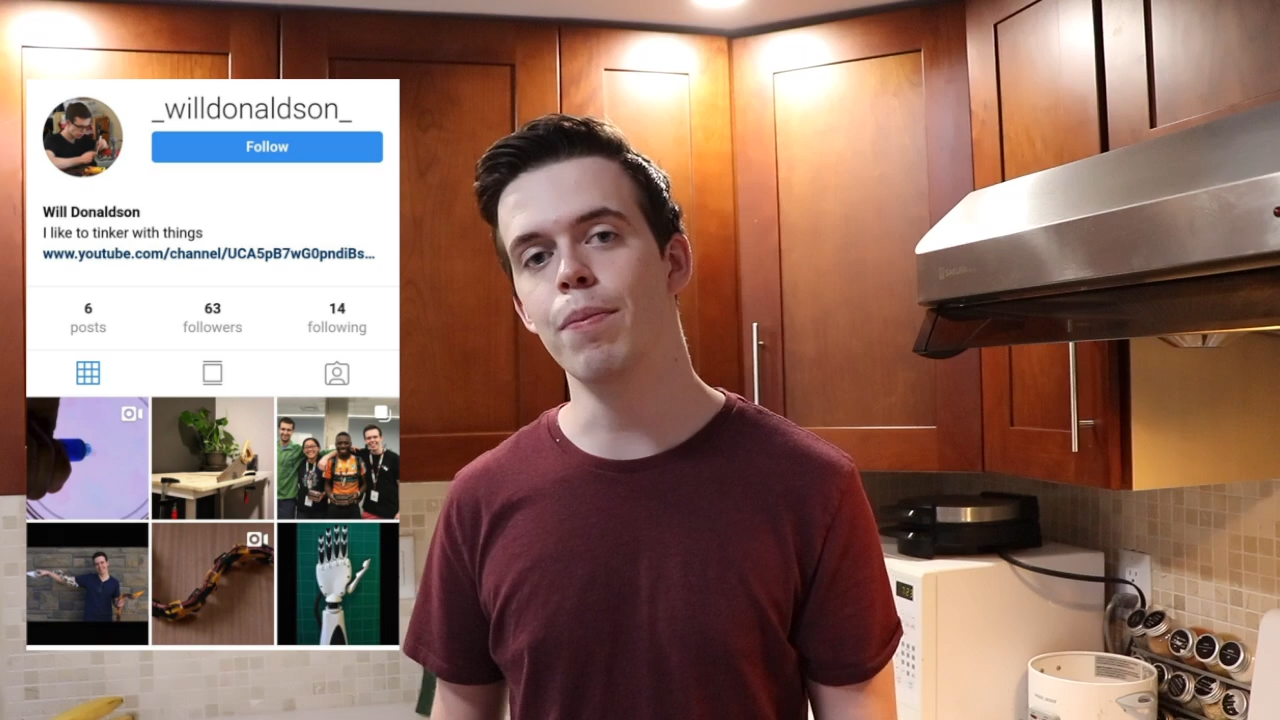 _willdonaldson_
Follow
Will Donaldson
I like to tinker with things
www.youtube.com/channel/UCA5pB7wG0pndiBs...
6
63
14
posts
followers
following